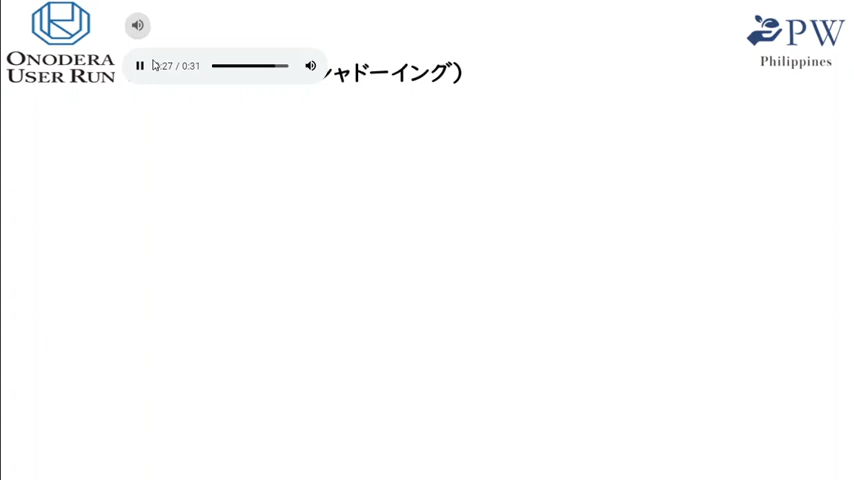 ONODERA
USER RUN
PW
Philippines
:27 / 0:31
ャドーイング)